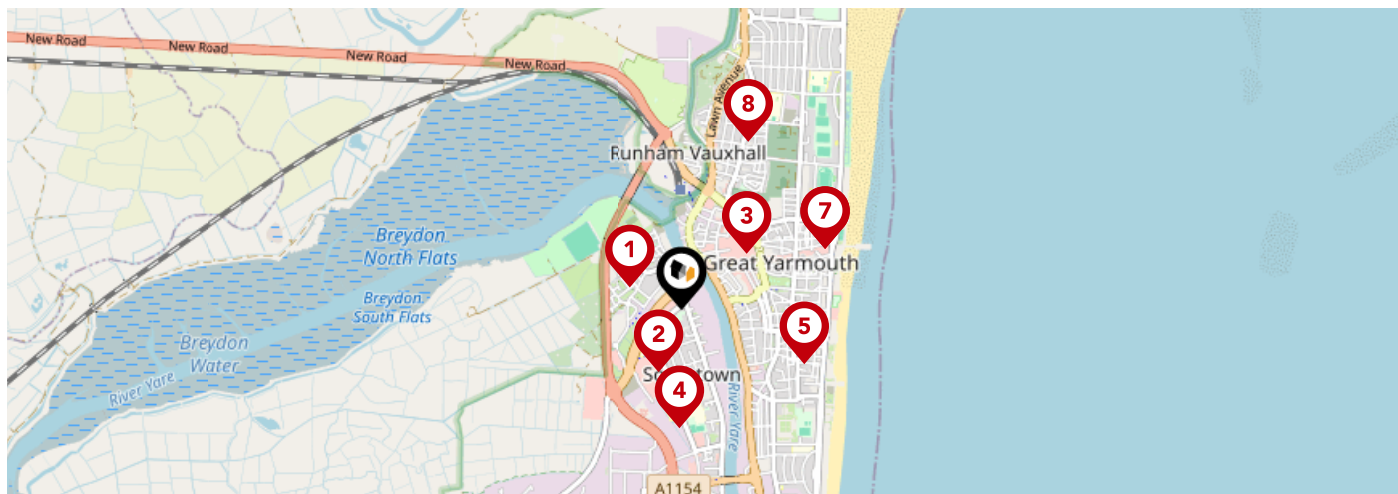 New Road
New Road
New Road
New Road
Lawn Avenue
8
Runham Vauxhall
3
7
1
Great Yarmouth
Breydon
North Flats
Breydon
South Flats
Breydon
Water
River Yare
2
5
4
River Yare
A1154